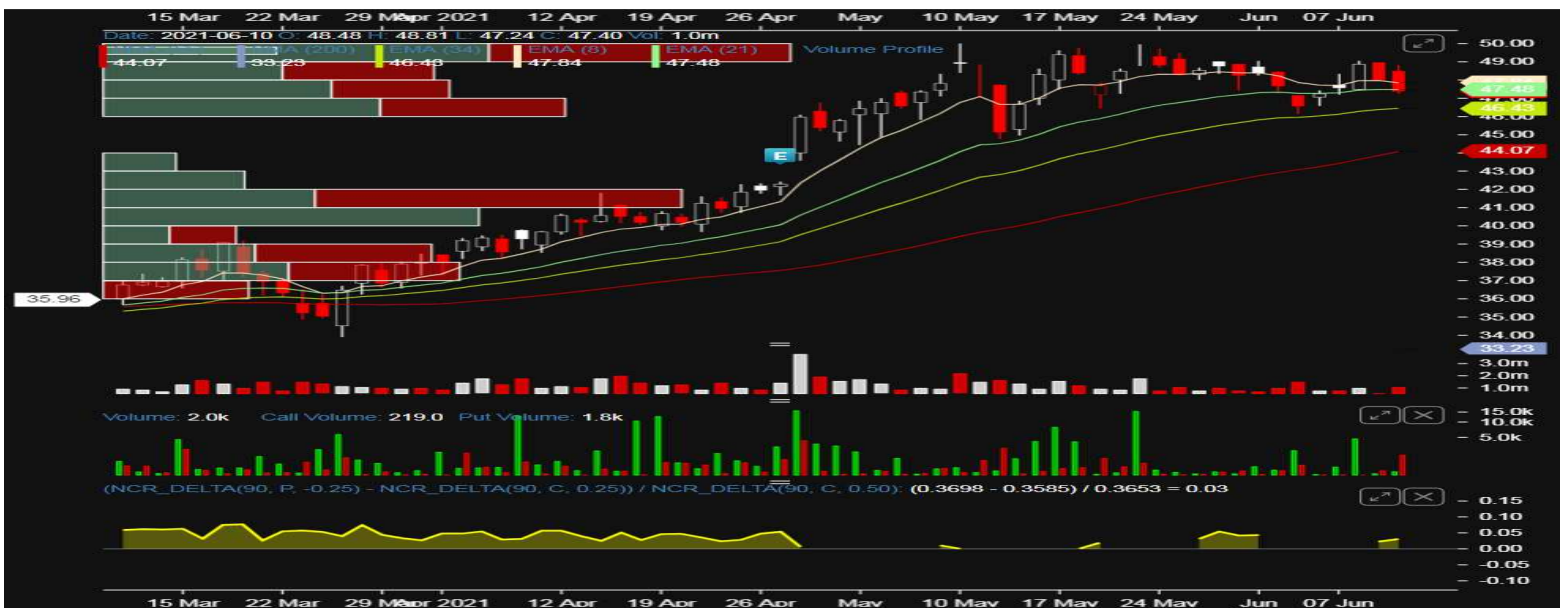 15 Mar 22 Mar 29 Mar Apr 2021 12 Apr 19 Apr 26 Apr May 10 May 17 May 24 May Jun 07 Jun
Date: 2021-06-10 O: 48.48 H: 48.81 L: 47.24 C: 47.40 Vol: 1.0m
(200) EMA (34) EMA (8) EMA (21) Volume Profile
44.07 33.23 46.43 47.84 47.48
50.00
49.00
47.48
47.00
46.43
46.00
45.00
E
44.07
43.00
42.00
41.00
40.00
39.00
38.00
37.00
35.96
36.00
35.00
34.00
33.23
3.0m
2.0m
1.0m
Volume: 2.0k Call Volume: 219.0 Put Volume: 1.8k
15.0k
10.0k
5.0k
(NCR_DELTA(90, P, -0.25) - NCR_DELTA(90, C, 0.25)) / NCR_DELTA(90, C, 0.50): (0.3698 - 0.3585) / 0.3653 = 0.03
0.15
0.10
0.05
0.00
-0.05
-0.10
15 Mar 22 Mar 29 Mar Apr 2021 12 Apr 19 Apr 26 Apr May 10 May 17 May 24 May Jun 07 Jun